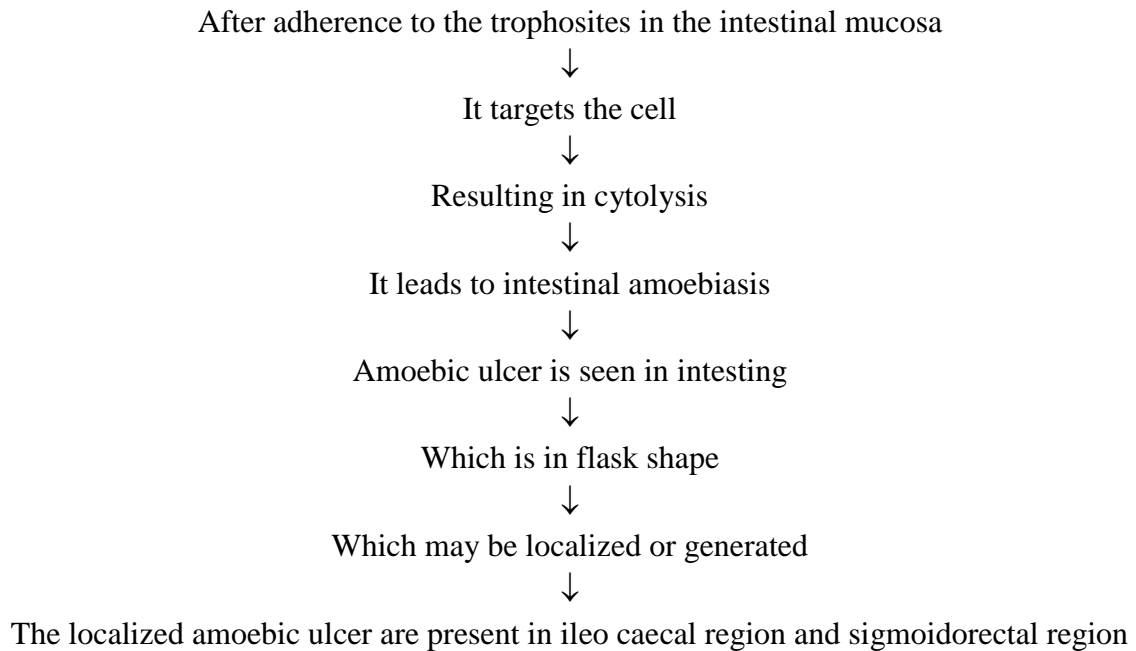 After adherence to the trophosites in the intestinal mucosa
↓
It targets the cell
↓
Resulting in cytolysis
↓
It leads to intestinal amoebiasis
↓
Amoebic ulcer is seen in intesting
↓
Which is in flask shape
↓
Which may be localized or generated
↓
The localized amoebic ulcer are present in ileo caecal region and sigmoidorectal region